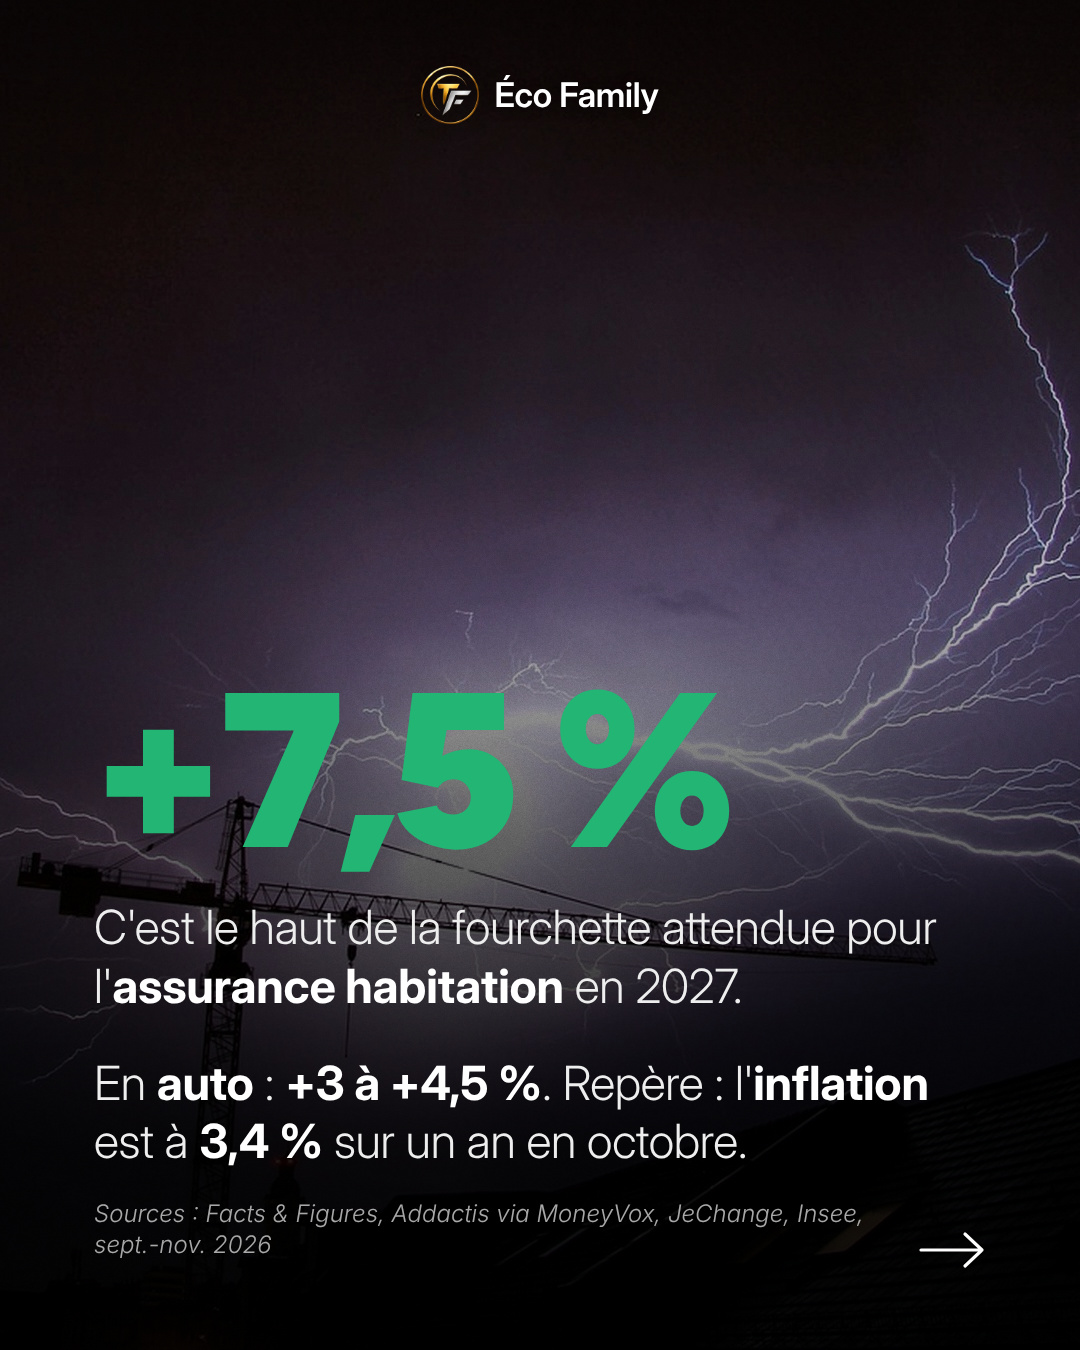 TF Éco Family
+7,5 %
C'est le haut de la fourchette attendue pour
l'assurance habitation en 2027.
En auto : +3 à +4,5 %. Repère : l'inflation
est à 3,4 % sur un an en octobre.
Sources : Facts & Figures, Addactis via MoneyVox, JeChange, Insee,
sept.-nov. 2026